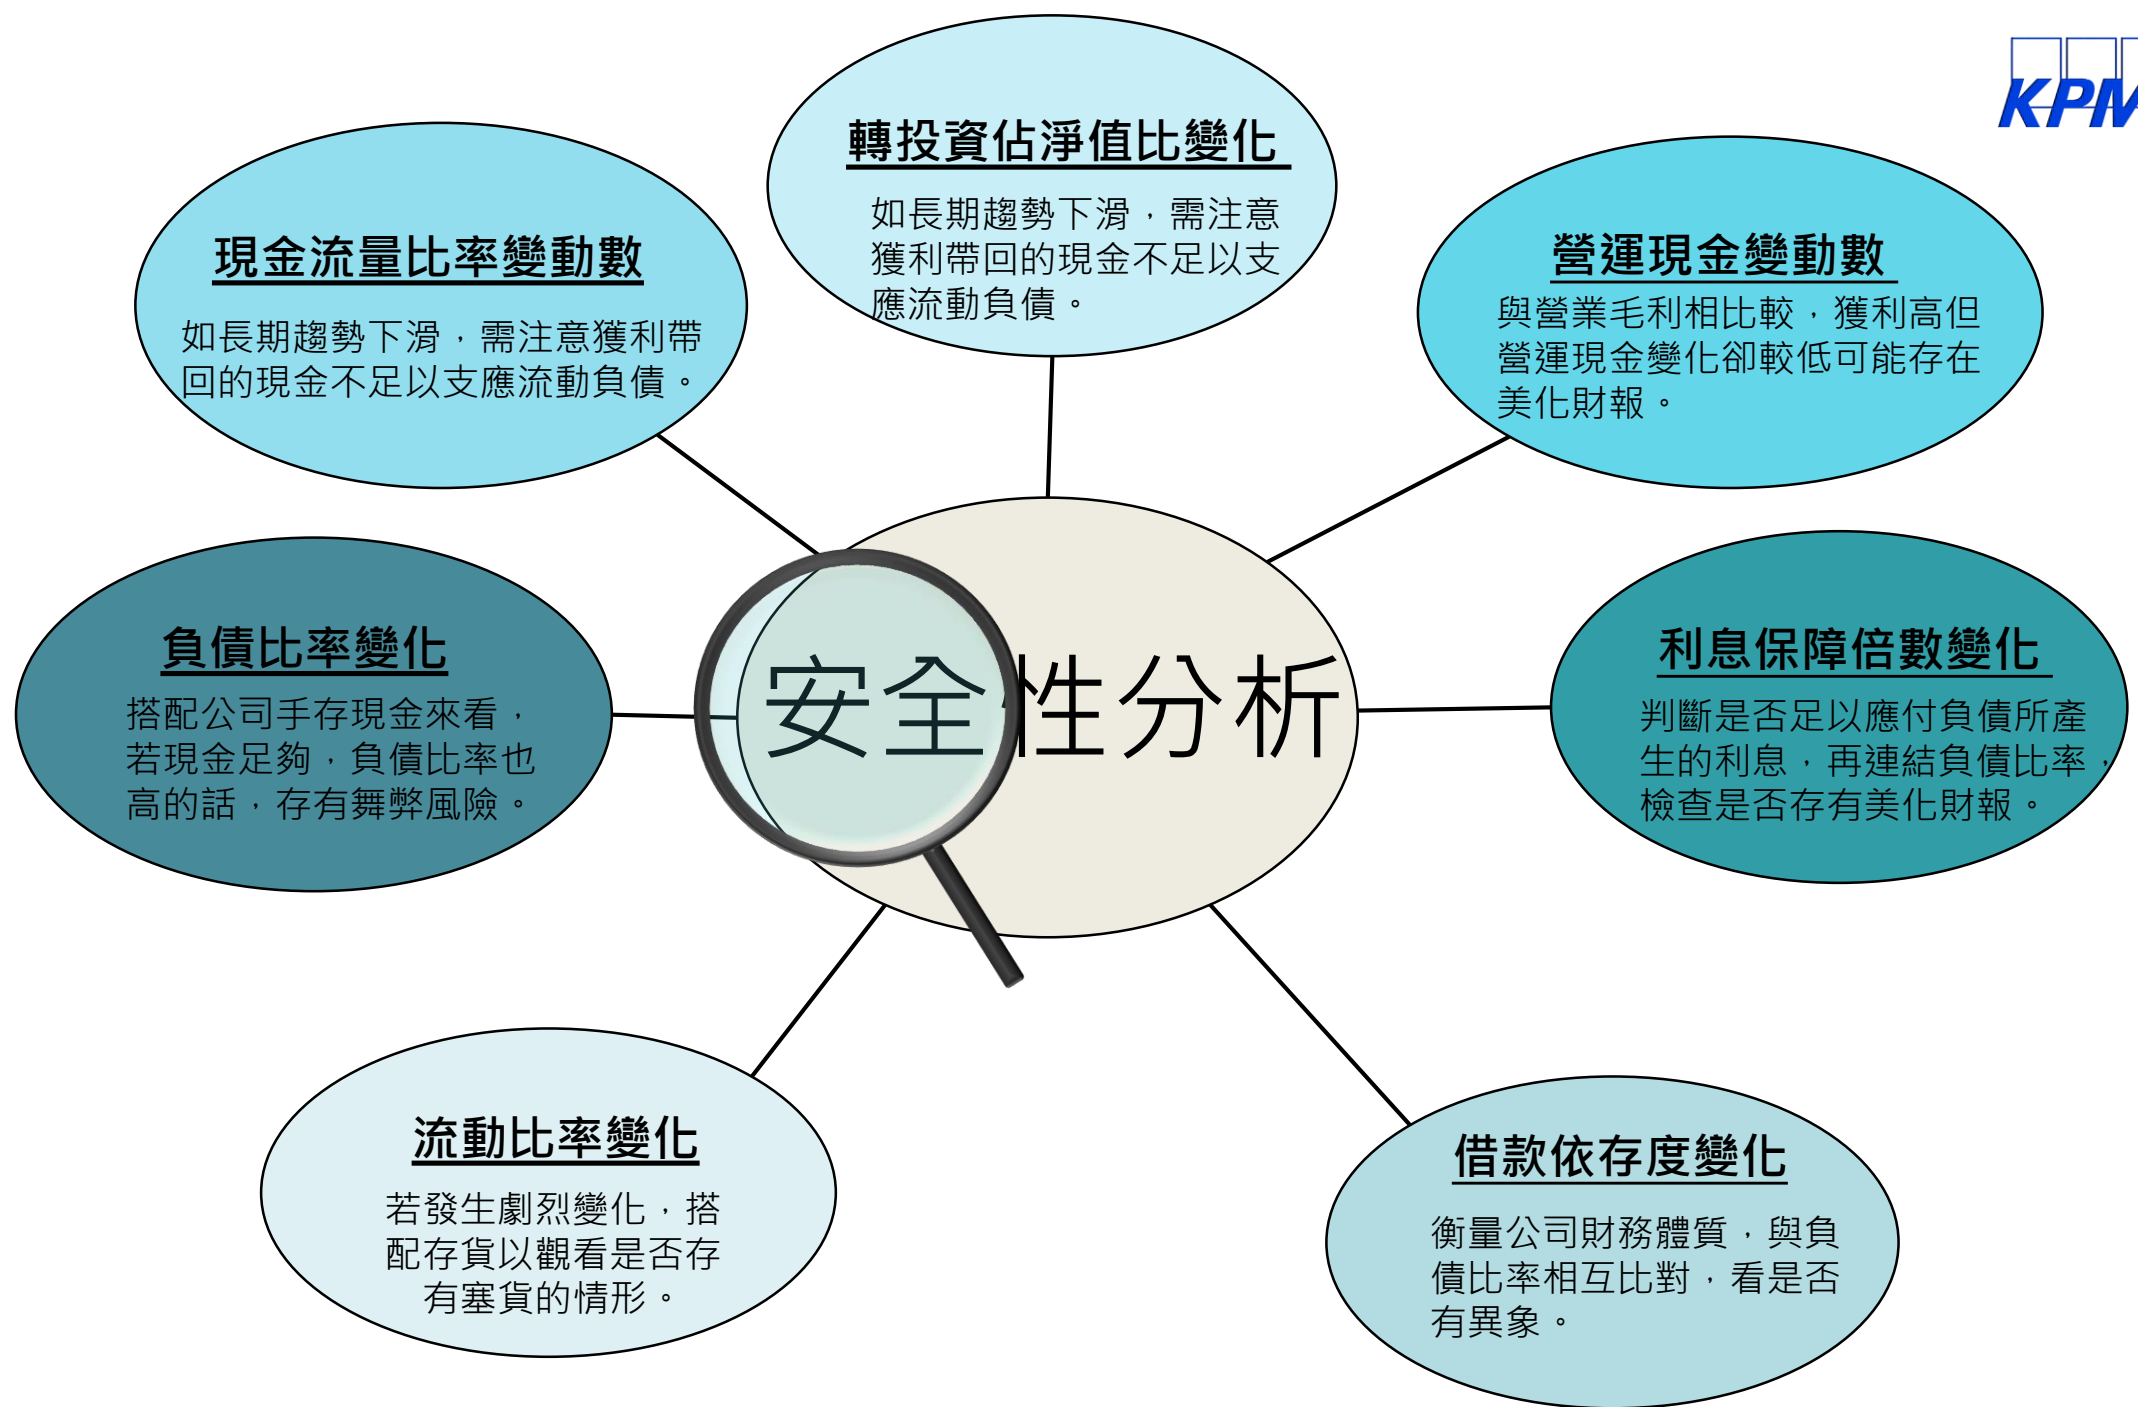 KPM
轉投資佔淨值比變化
如長期趨勢下滑，需注意
獲利帶回的現金不足以支
應流動負債。
現金流量比率變動數
如長期趨勢下滑，需注意獲利帶
回的現金不足以支應流動負債。
營運現金變動數
與營業毛利相比較，獲利高但
營運現金變化卻較低可能存在
美化財報。
負債比率變化
搭配公司手存現金來看，
若現金足夠，負債比率也
高的話，存有舞弊風險。
安全性分析
利息保障倍數變化
判斷是否足以應付負債所產
生的利息，再連結負債比率，
檢查是否存有美化財報。
流動比率變化
若發生劇烈變化，搭
配存貨以觀看是否存
有塞貨的情形。
借款依存度變化
衡量公司財務體質，與負
債比率相互比對，看是否
有異象。